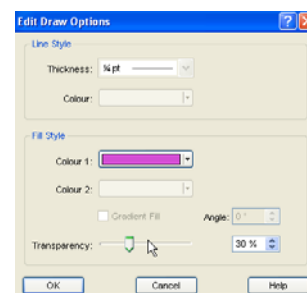 Edit Draw Options
Line Style
Thickness: ¼ pt
Colour:
Fill Style
Colour 1:
Colour 2:
Gradient Fill Angle: 0 °
Transparency: 30 %
OK Cancel Help